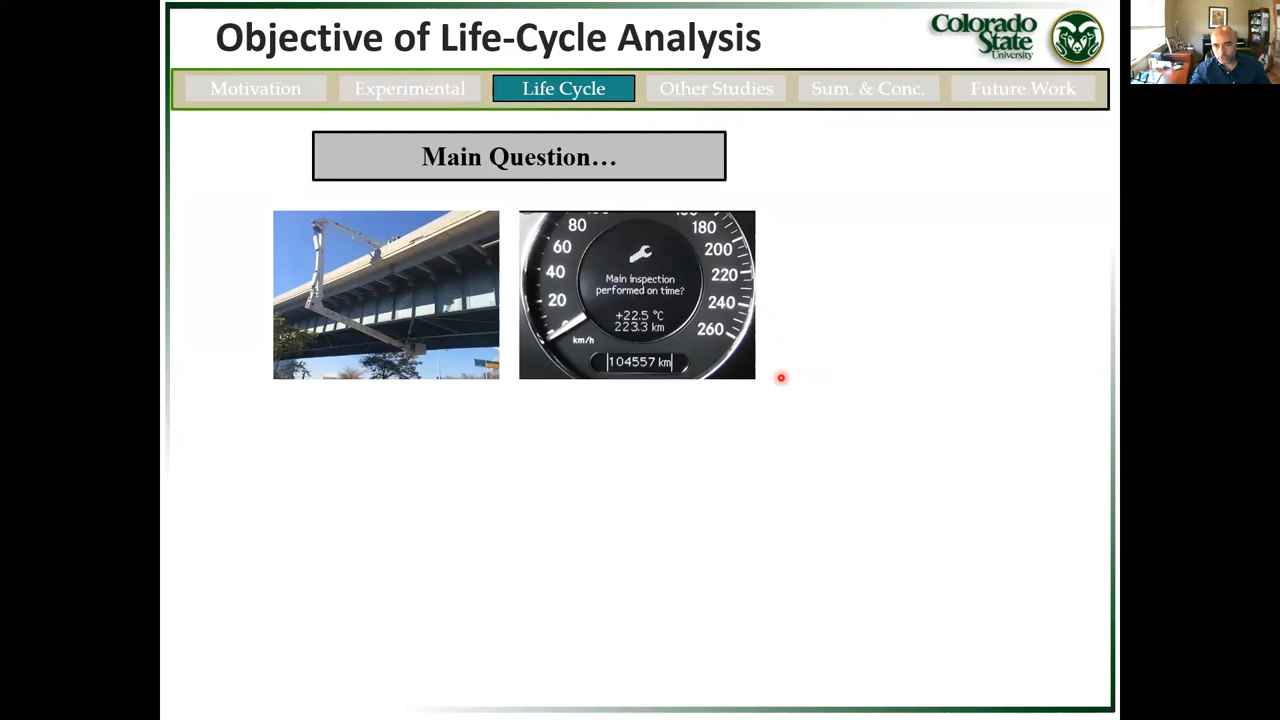 Objective of Life-Cycle Analysis
Colorado
State
University
Motivation
Experimental
Life Cycle
Other Studies
Sum. & Conc.
Future Work
Main Question…
80
60
40
20
180
200
220
240
260
Main inspection
performed on time?
+22.5 °C
223.3 km
km/h
104557 km